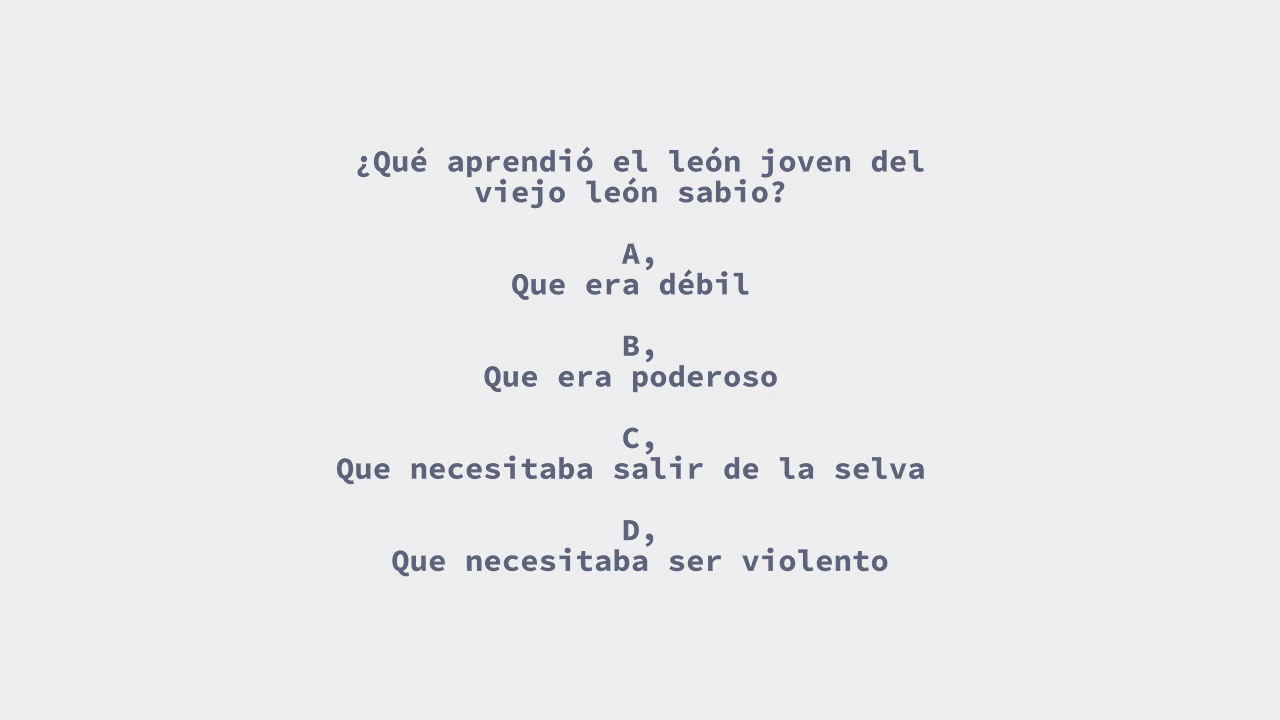 ¿Qué aprendió el león joven del
viejo león sabio?
A,
Que era débil
B,
Que era poderoso
C,
Que necesitaba salir de la selva
D,
Que necesitaba ser violento